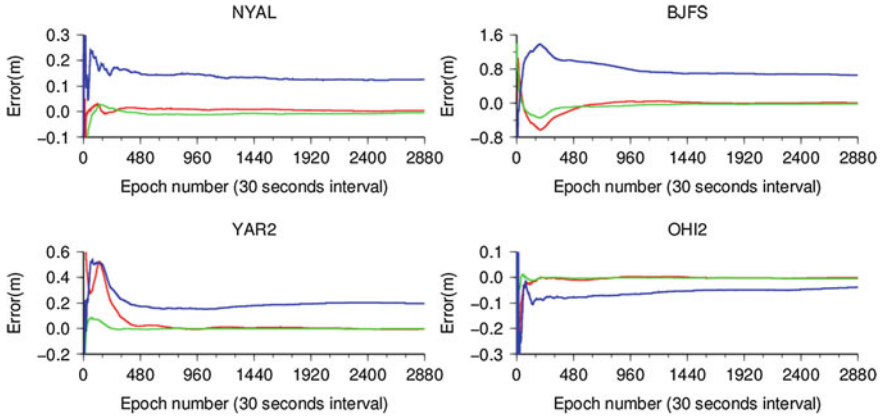 NYAL
BJFS
Error(m)
0.3
0.2
0.1
0.0
−0.1
0 480 960 1440 1920 2400 2880
Epoch number (30 seconds interval)
Error(m)
1.6
0.8
0.0
−0.8
0 480 960 1440 1920 2400 2880
Epoch number (30 seconds interval)
YAR2
OHI2
Error(m)
0.6
0.4
0.2
0.0
−0.2
0 480 960 1440 1920 2400 2880
Epoch number (30 seconds interval)
Error(m)
0.1
0.0
−0.1
−0.2
−0.3
0 480 960 1440 1920 2400 2880
Epoch number (30 seconds interval)